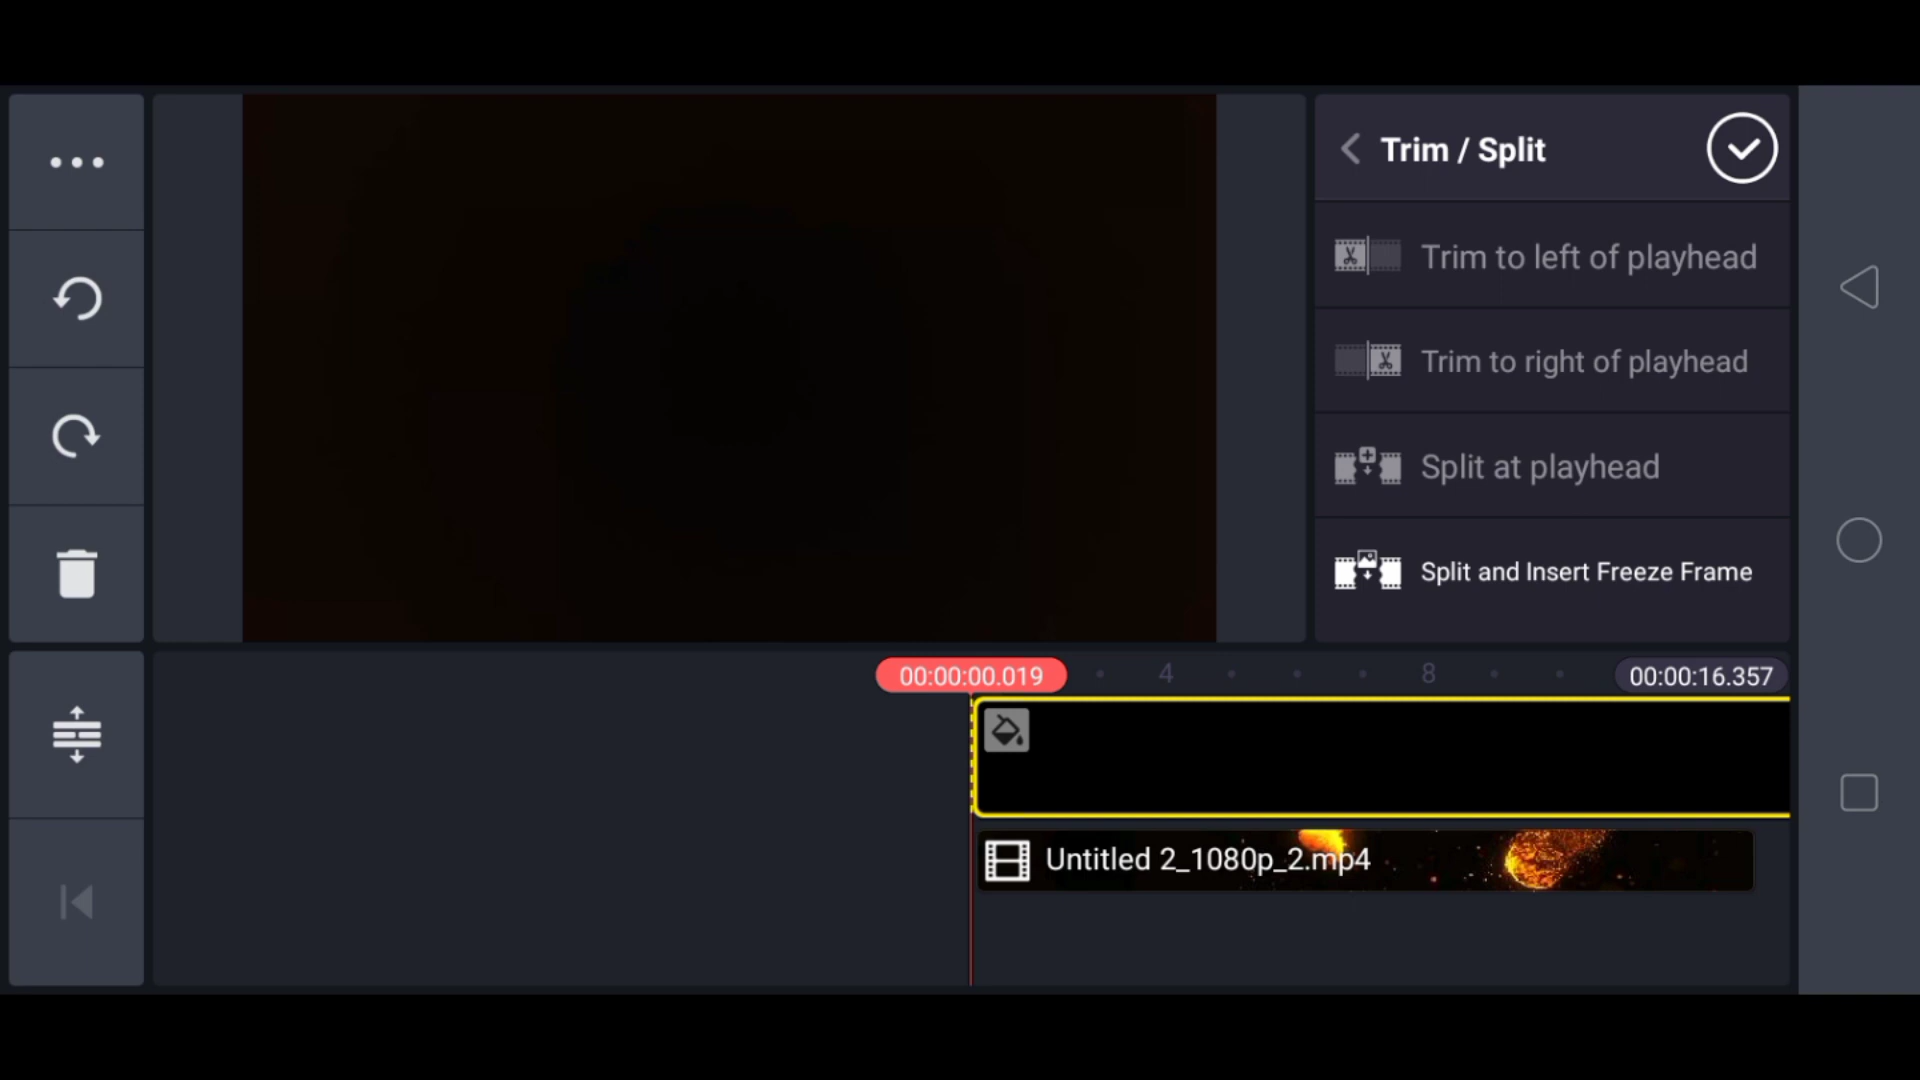 Trim / Split
Trim to left of playhead
Trim to right of playhead
Split at playhead
Split and Insert Freeze Frame
00:00:00.019
4
8
00:00:16.357
Untitled 2_1080p_2.mp4